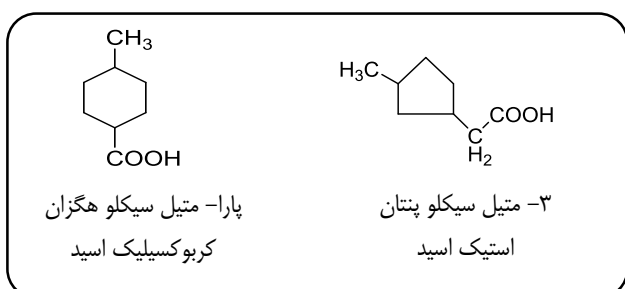 CH3
COOH
H3C
COOH
C
H2
۳- متیل سیکلو پنتان
استیک اسید
پارا- متیل سیکلو هگزان
کربوکسیلیک اسید